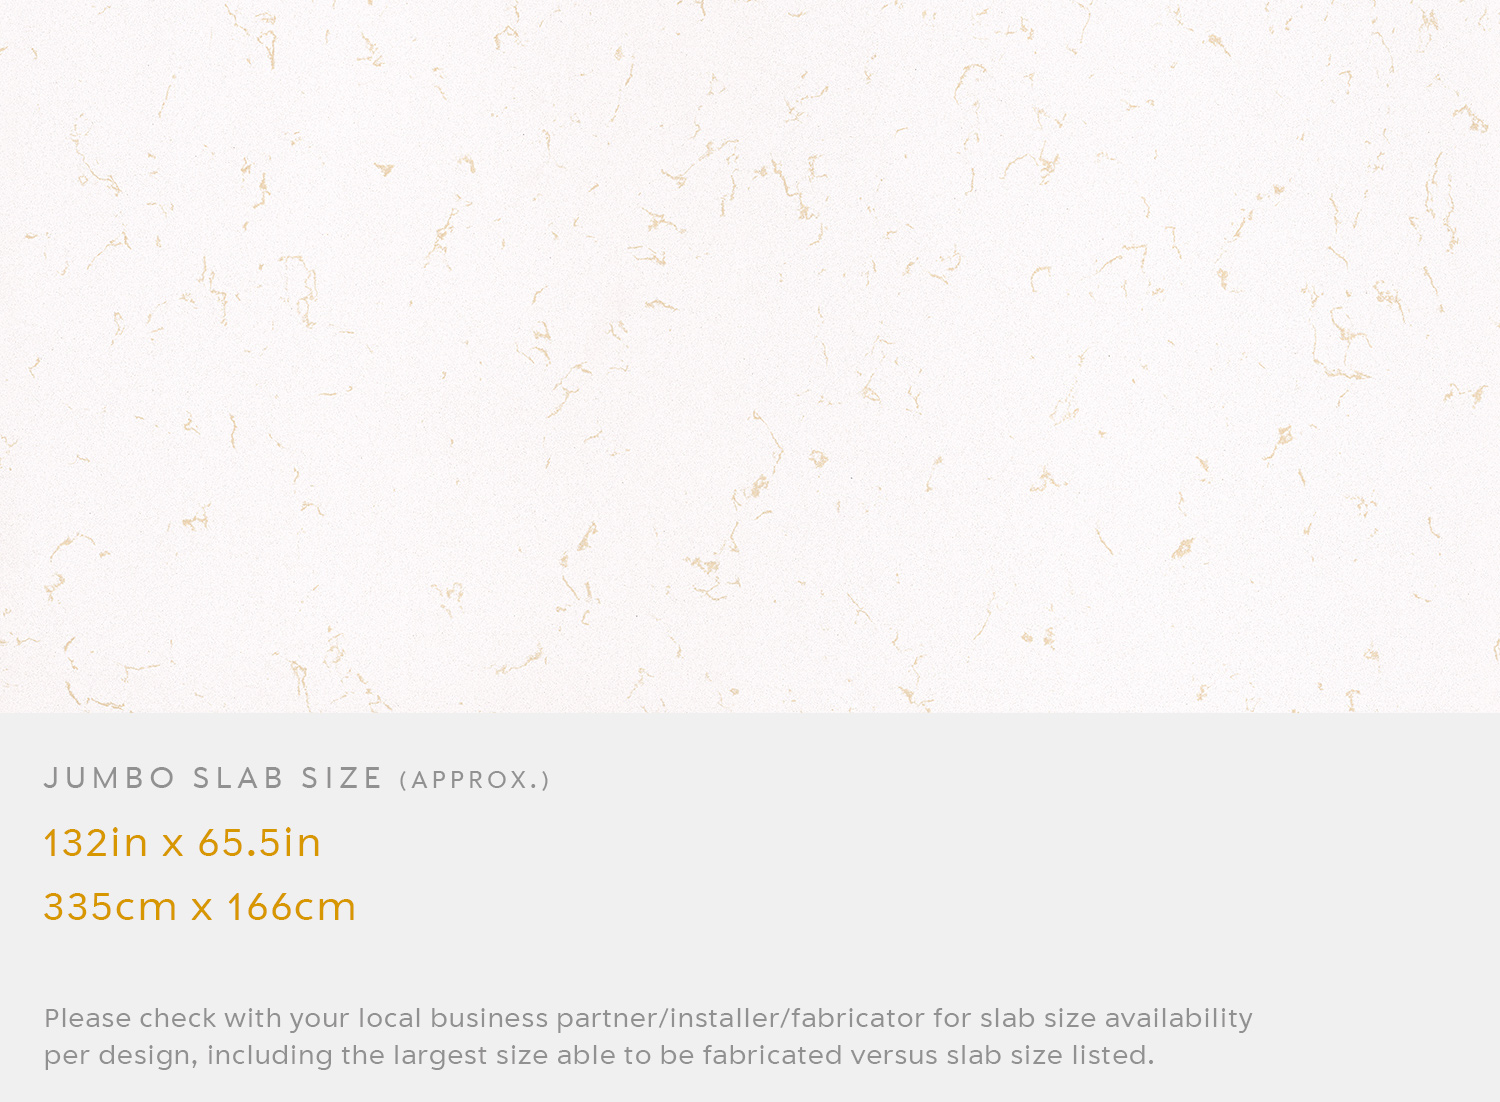 JUMBO SLAB SIZE (APPROX.)
132in x 65.5in
335cm x 166cm
Please check with your local business partner/installer/fabricator for slab size availability
per design, including the largest size able to be fabricated versus slab size listed.